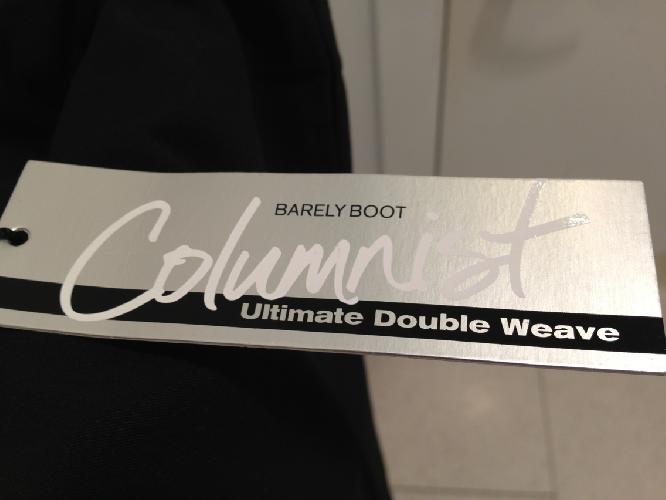 BARELY BOOT
Columnist
Ultimate Double Weave